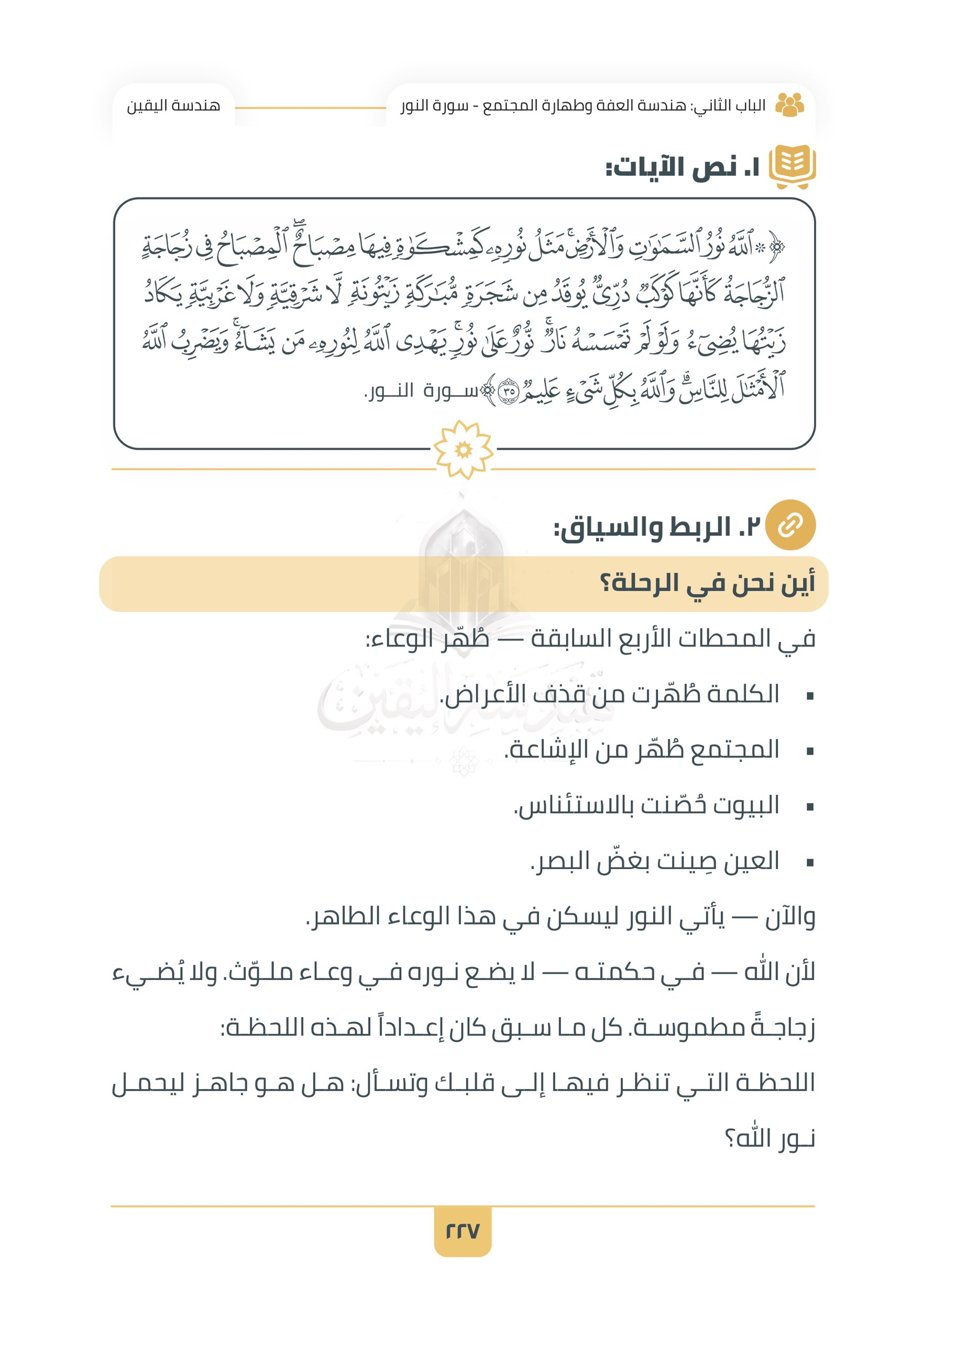 الباب الثاني: هندسة العفة وطهارة المجتمع - سورة النور
هندسة اليقين
١. نص الآيات:
﴿۞ ٱللَّهُ نُورُ ٱلسَّمَٰوَٰتِ وَٱلۡأَرۡضِۚ مَثَلُ نُورِهِۦ كَمِشۡكَوٰةٖ فِيهَا مِصۡبَاحٌۖ ٱلۡمِصۡبَاحُ فِي زُجَاجَةٍۖ
ٱلزُّجَاجَةُ كَأَنَّهَا كَوۡكَبٞ دُرِّيّٞ يُوقَدُ مِن شَجَرَةٖ مُّبَٰرَكَةٖ زَيۡتُونَةٖ لَّا شَرۡقِيَّةٖ وَلَا غَرۡبِيَّةٖ يَكَادُ
زَيۡتُهَا يُضِيٓءُ وَلَوۡ لَمۡ تَمۡسَسۡهُ نَارٞۚ نُّورٌ عَلَىٰ نُورٖۚ يَهۡدِي ٱللَّهُ لِنُورِهِۦ مَن يَشَآءُۚ وَيَضۡرِبُ ٱللَّهُ
ٱلۡأَمۡثَٰلَ لِلنَّاسِۗ وَٱللَّهُ بِكُلِّ شَيۡءٍ عَلِيمٞ ٣٥﴾ سورة النور.
٢. الربط والسياق:
أين نحن في الرحلة؟
في المحطات الأربع السابقة — طُهّر الوعاء:
▪ الكلمة طُهّرت من قذف الأعراض.
▪ المجتمع طُهّر من الإشاعة.
▪ البيوت حُصّنت بالاستئناس.
▪ العين صِينت بغضّ البصر.
والآن — يأتي النور ليسكن في هذا الوعاء الطاهر.
لأن الله — في حكمته — لا يضع نوره في وعاء ملوّث. ولا يُضيء
زجاجةً مطموسة. كل ما سبق كان إعداداً لهذه اللحظة:
اللحظة التي تنظر فيها إلى قلبك وتسأل: هل هو جاهز ليحمل
نور الله؟
هندسة اليقين
٢٢٧